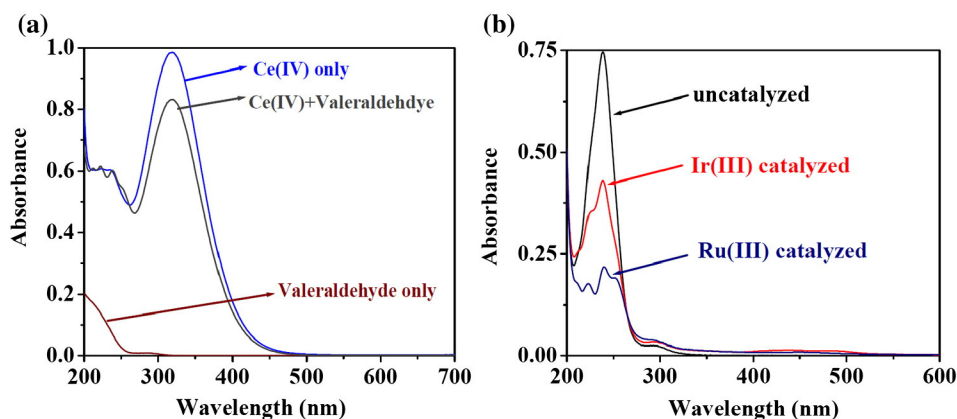 (a)
1.0
0.8
0.6
0.4
0.2
0.0
200 300 400 500 600 700
Absorbance
Wavelength (nm)
Ce(IV) only
Ce(IV)+Valeraldehdye
Valeraldehyde only
(b)
0.75
0.50
0.25
0.00
200 300 400 500 600
Absorbance
Wavelength (nm)
uncatalyzed
Ir(III) catalyzed
Ru(III) catalyzed